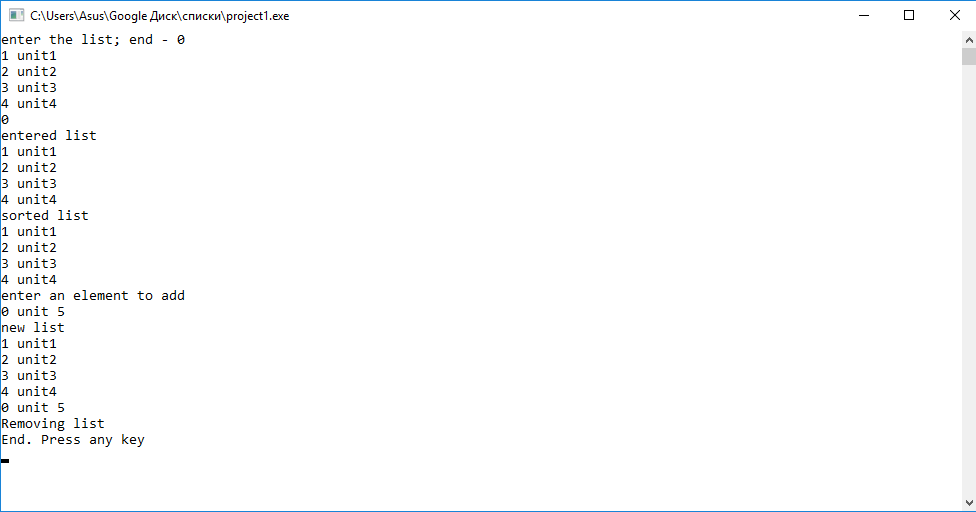 C:\Users\Asus\Google Диск\списки\project1.exe
enter the list; end - 0
1 unit1
2 unit2
3 unit3
4 unit4
0
entered list
1 unit1
2 unit2
3 unit3
4 unit4
sorted list
1 unit1
2 unit2
3 unit3
4 unit4
enter an element to add
0 unit 5
new list
1 unit1
2 unit2
3 unit3
4 unit4
0 unit 5
Removing list
End. Press any key